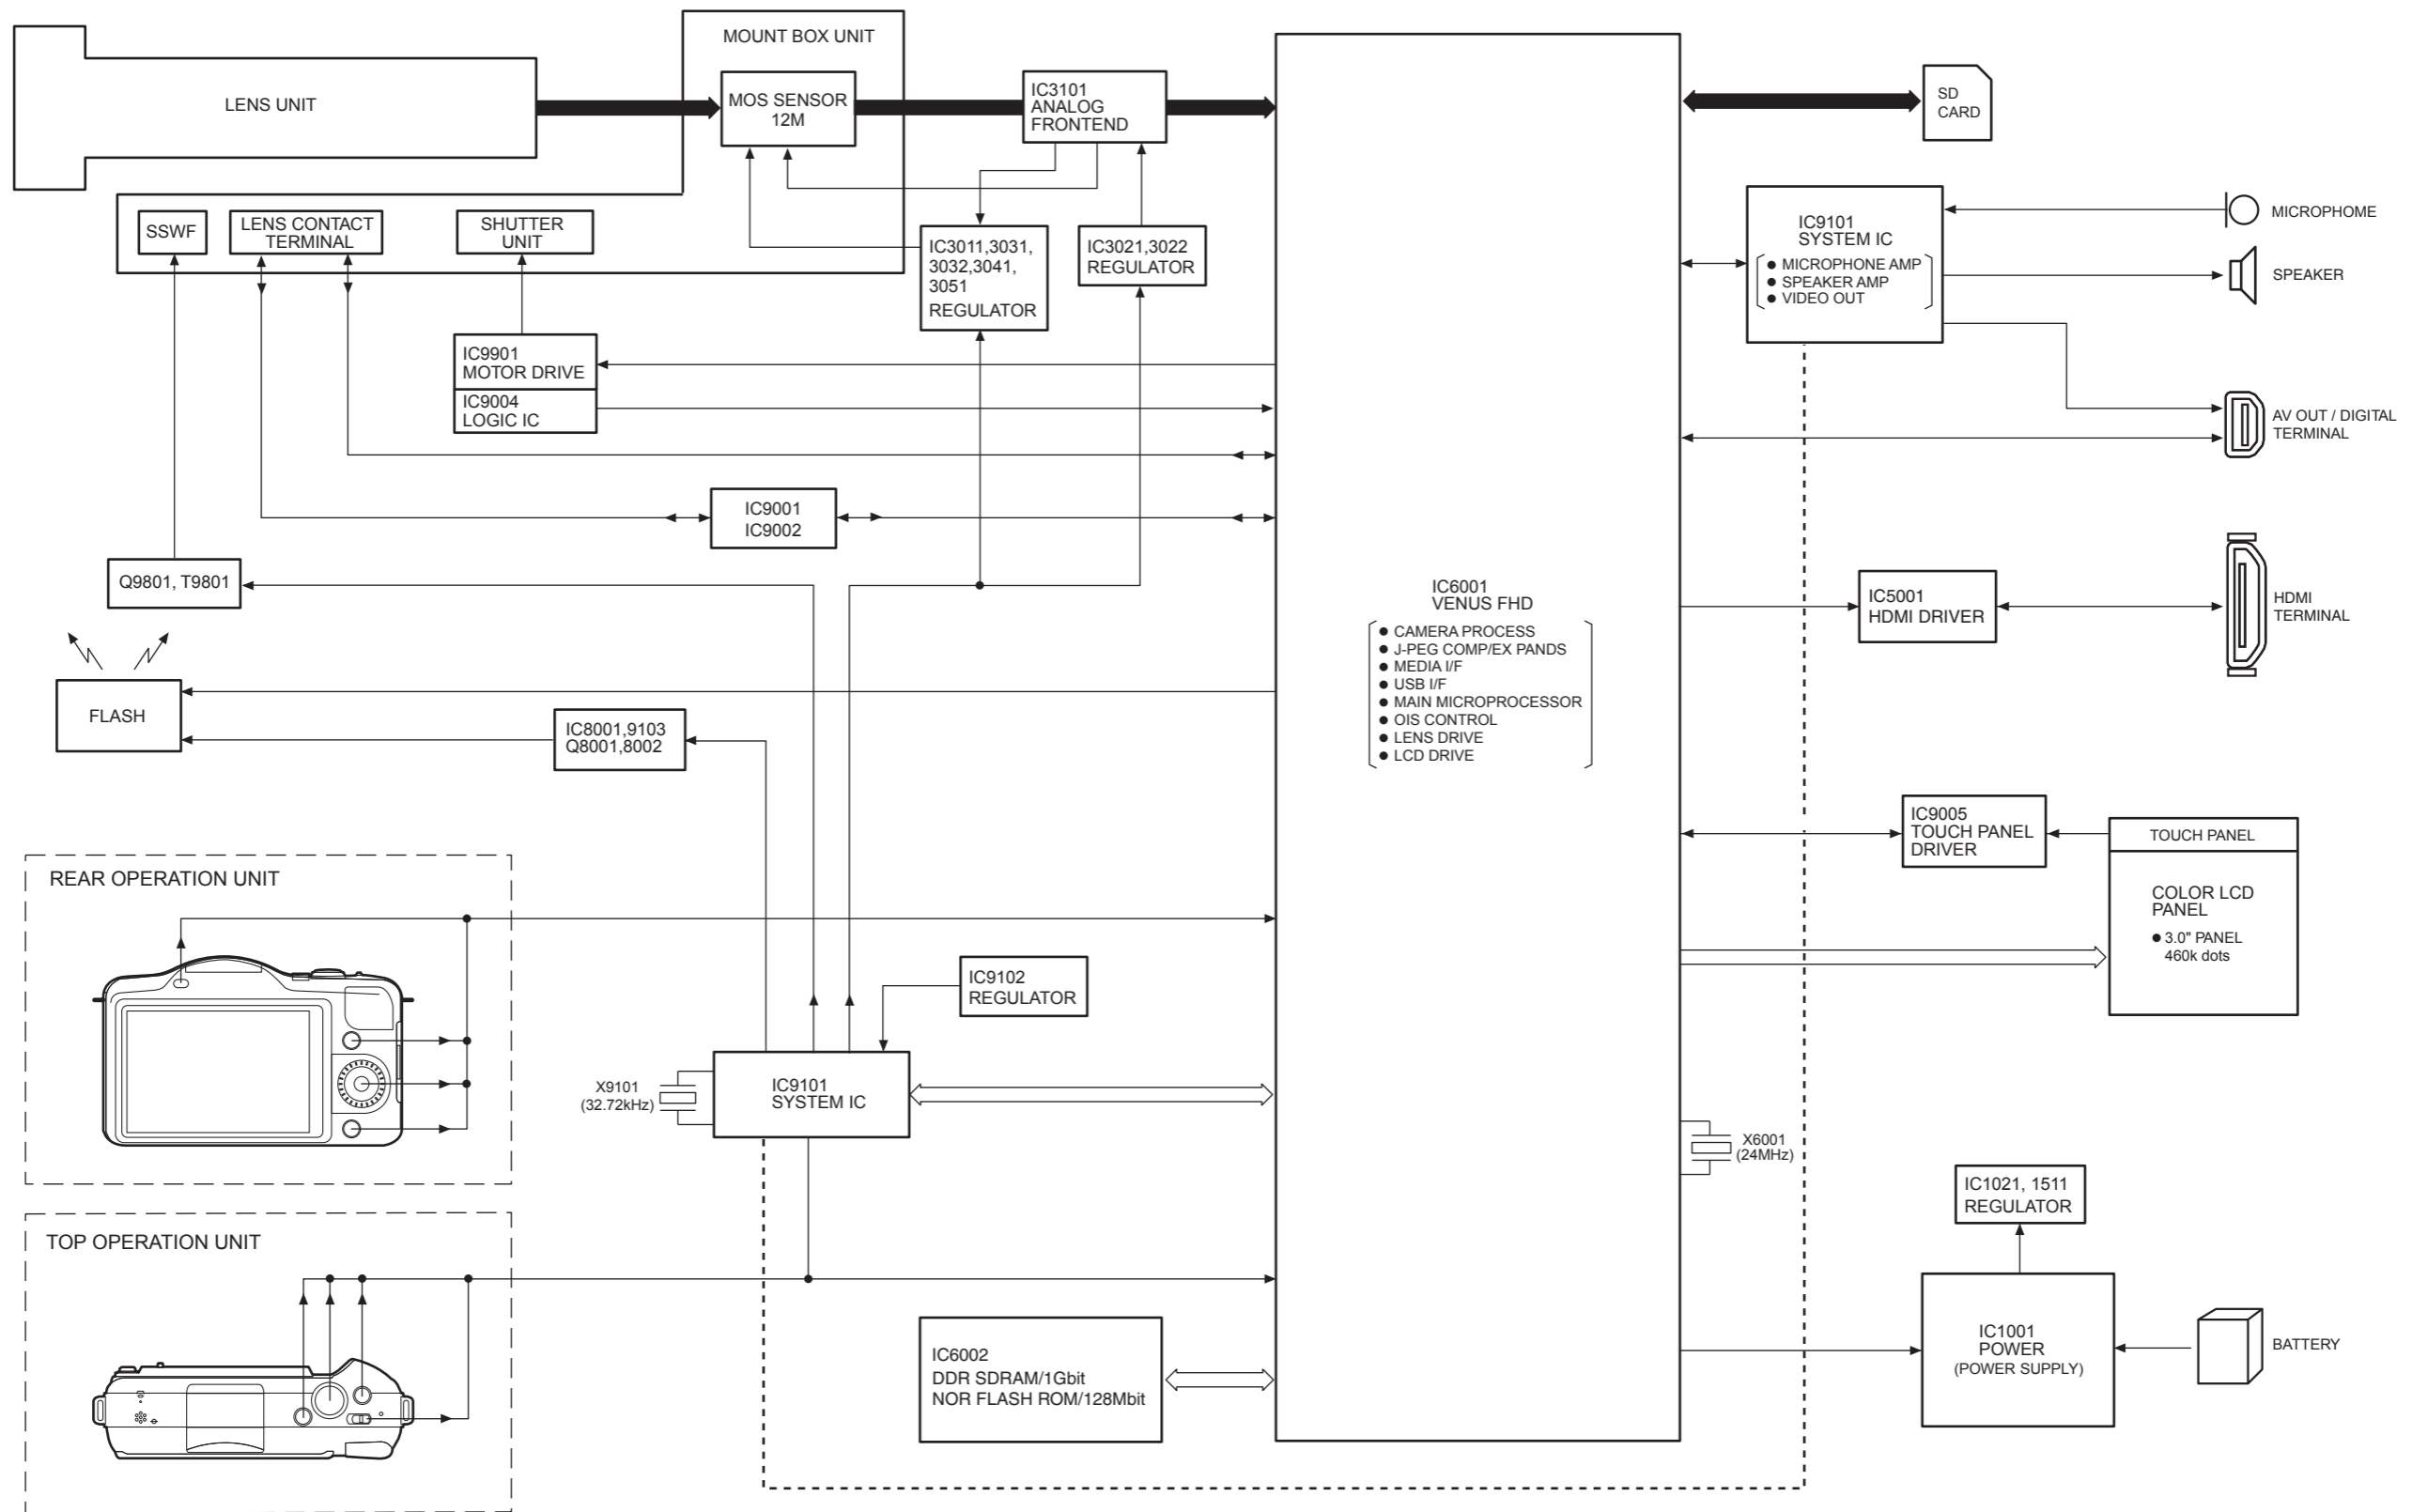 MOUNT BOX UNIT
LENS UNIT
MOS SENSOR
12M
IC3101
ANALOG
FRONTEND
SD
CARD
SSWF
LENS CONTACT
TERMINAL
SHUTTER
UNIT
IC3011,3031,
3032,3041,
3051
REGULATOR
IC3021,3022
REGULATOR
IC9101
SYSTEM IC
● MICROPHONE AMP
● SPEAKER AMP
● VIDEO OUT
MICROPHOME
SPEAKER
IC9901
MOTOR DRIVE
IC9004
LOGIC IC
AV OUT / DIGITAL
TERMINAL
IC9001
IC9002
Q9801, T9801
IC6001
VENUS FHD
● CAMERA PROCESS
● J-PEG COMP/EX PANDS
● MEDIA I/F
● USB I/F
● MAIN MICROPROCESSOR
● OIS CONTROL
● LENS DRIVE
● LCD DRIVE
IC5001
HDMI DRIVER
HDMI
TERMINAL
FLASH
IC8001,9103
Q8001,8002
IC9005
TOUCH PANEL
DRIVER
TOUCH PANEL
COLOR LCD
PANEL
● 3.0" PANEL
460k dots
REAR OPERATION UNIT
IC9102
REGULATOR
X9101
(32.72kHz)
IC9101
SYSTEM IC
X6001
(24MHz)
IC1021, 1511
REGULATOR
TOP OPERATION UNIT
IC6002
DDR SDRAM/1Gbit
NOR FLASH ROM/128Mbit
IC1001
POWER
(POWER SUPPLY)
BATTERY